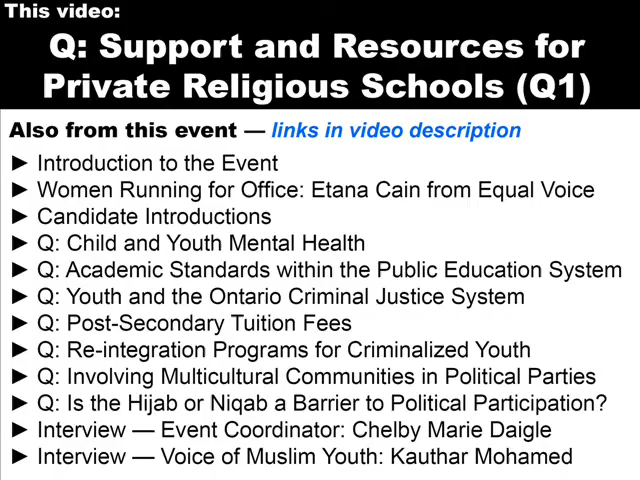 This video:
Q: Support and Resources for
Private Religious Schools (Q1)
Also from this event — links in video description
► Introduction to the Event
► Women Running for Office: Etana Cain from Equal Voice
► Candidate Introductions
► Q: Child and Youth Mental Health
► Q: Academic Standards within the Public Education System
► Q: Youth and the Ontario Criminal Justice System
► Q: Post-Secondary Tuition Fees
► Q: Re-integration Programs for Criminalized Youth
► Q: Involving Multicultural Communities in Political Parties
► Q: Is the Hijab or Niqab a Barrier to Political Participation?
► Interview — Event Coordinator: Chelby Marie Daigle
► Interview — Voice of Muslim Youth: Kauthar Mohamed